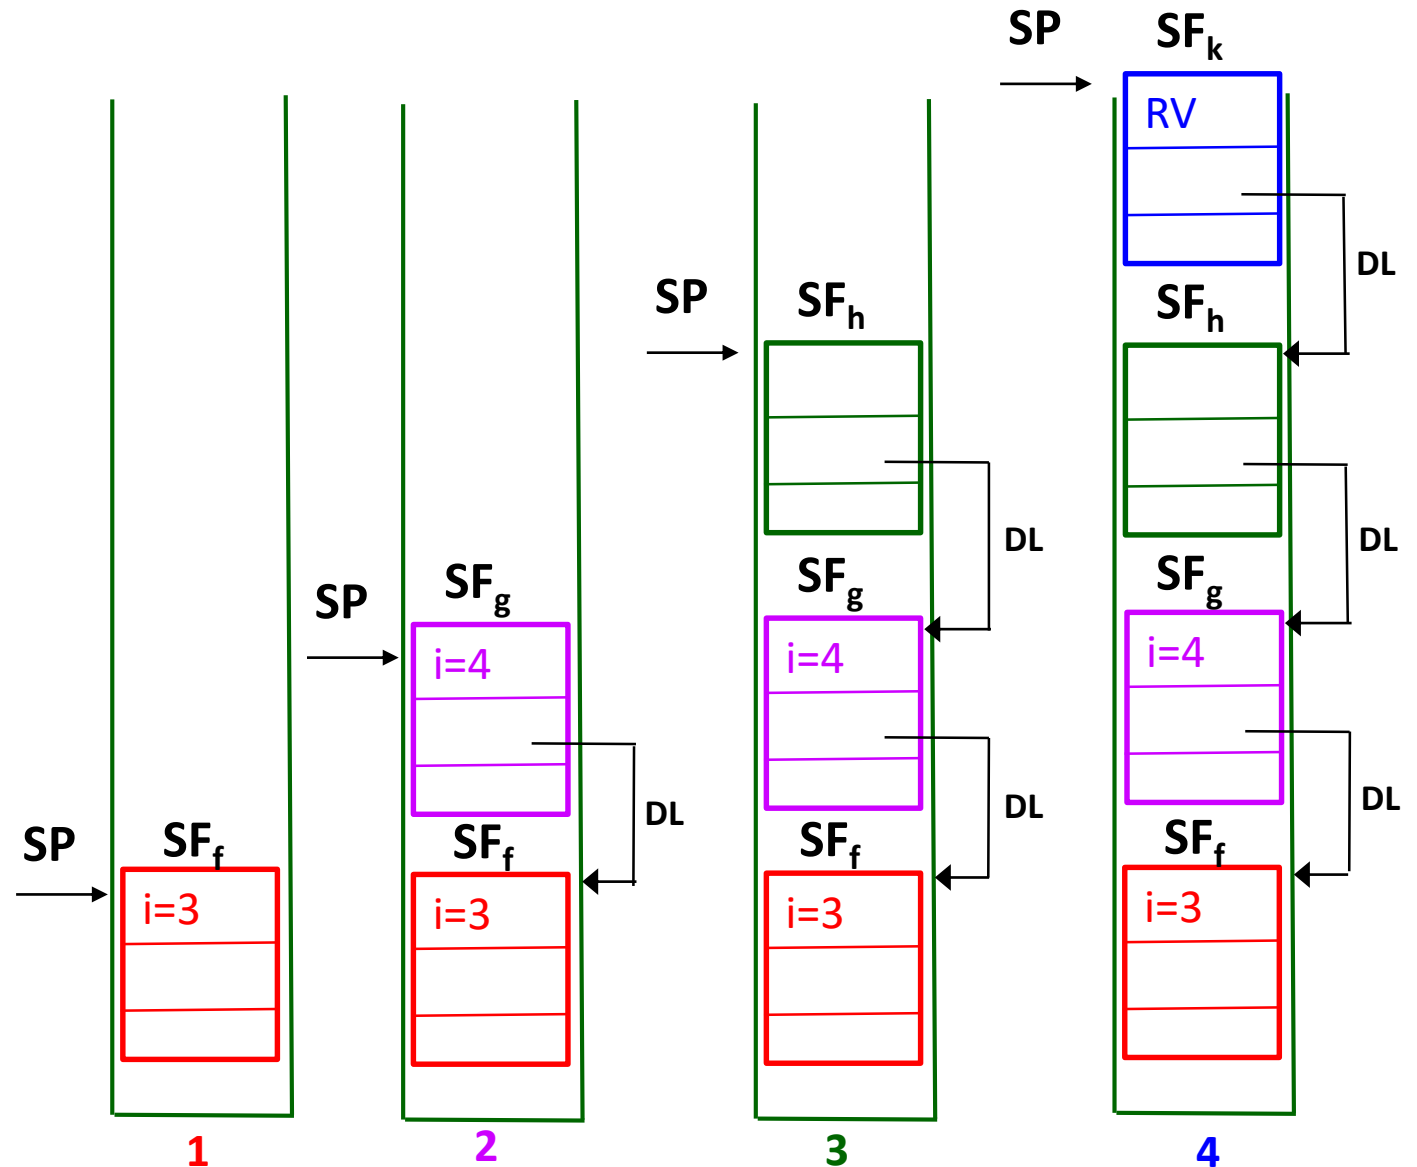 SP
SFf
i=3
1
SP
SFg
i=4
DL
SFf
i=3
2
SP
SFh
DL
SFg
i=4
DL
SFf
i=3
3
SP
SFk
RV
DL
SFh
DL
SFg
i=4
DL
SFf
i=3
4